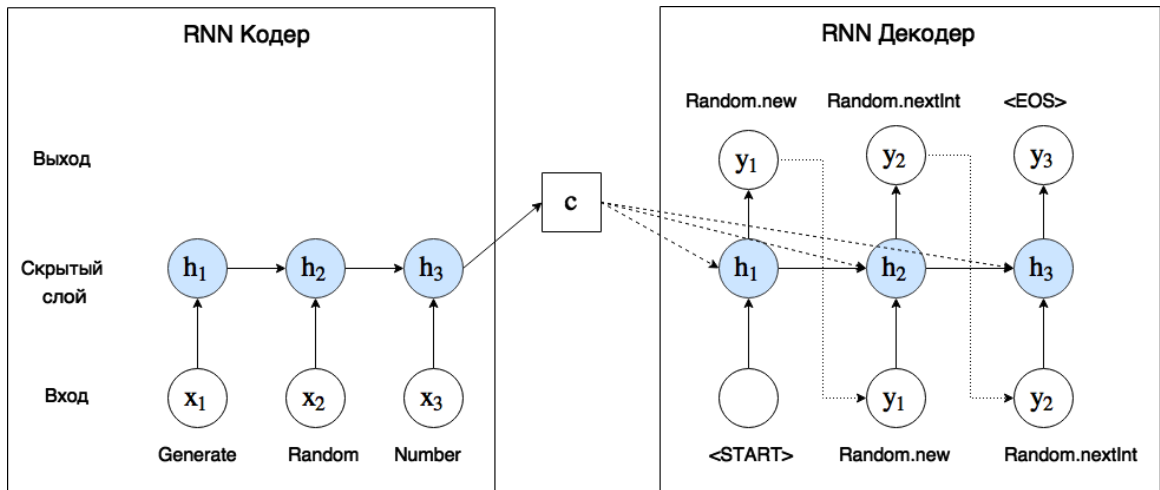 RNN Кодер
Выход
Скрытый
слой
h1
h2
h3
Вход
x1
x2
x3
Generate
Random
Number
c
RNN Декодер
Random.new
Random.nextInt
<EOS>
y1
y2
y3
h1
h2
h3
y1
y2
<START>
Random.new
Random.nextInt